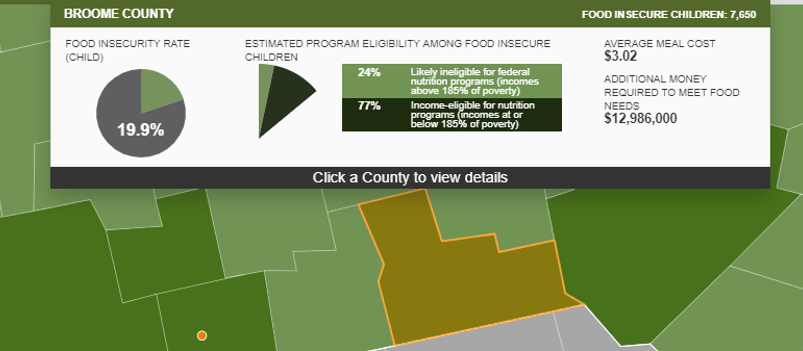 BROOME COUNTY
FOOD INSECURE CHILDREN: 7,650
FOOD INSECURITY RATE
(CHILD)
19.9%
ESTIMATED PROGRAM ELIGIBILITY AMONG FOOD INSECURE
CHILDREN
24%
Likely ineligible for federal
nutrition programs (incomes
above 185% of poverty)
77%
Income-eligible for nutrition
programs (incomes at or
below 185% of poverty)
AVERAGE MEAL COST
$3.02
ADDITIONAL MONEY
REQUIRED TO MEET FOOD
NEEDS
$12,986,000
Click a County to view details